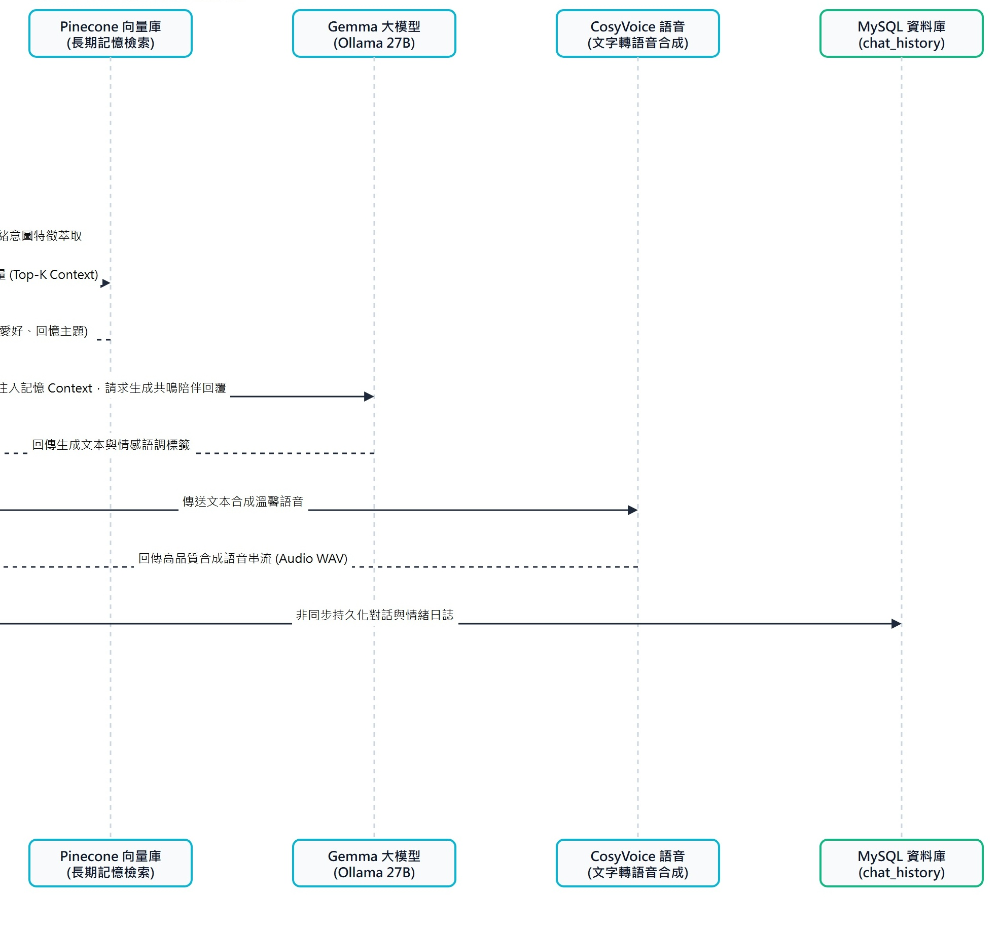 Pinecone 向量庫
(長期記憶檢索)
Gemma 大模型
(Ollama 27B)
CosyVoice 語音
(文字轉語音合成)
MySQL 資料庫
(chat_history)
緒意圖特徵萃取
量 (Top-K Context)
愛好、回憶主題)
注入記憶 Context，請求生成共鳴陪伴回覆
回傳生成文本與情感語調標籤
傳送文本合成溫馨語音
回傳高品質合成語音串流 (Audio WAV)
非同步持久化對話與情緒日誌
Pinecone 向量庫
(長期記憶檢索)
Gemma 大模型
(Ollama 27B)
CosyVoice 語音
(文字轉語音合成)
MySQL 資料庫
(chat_history)